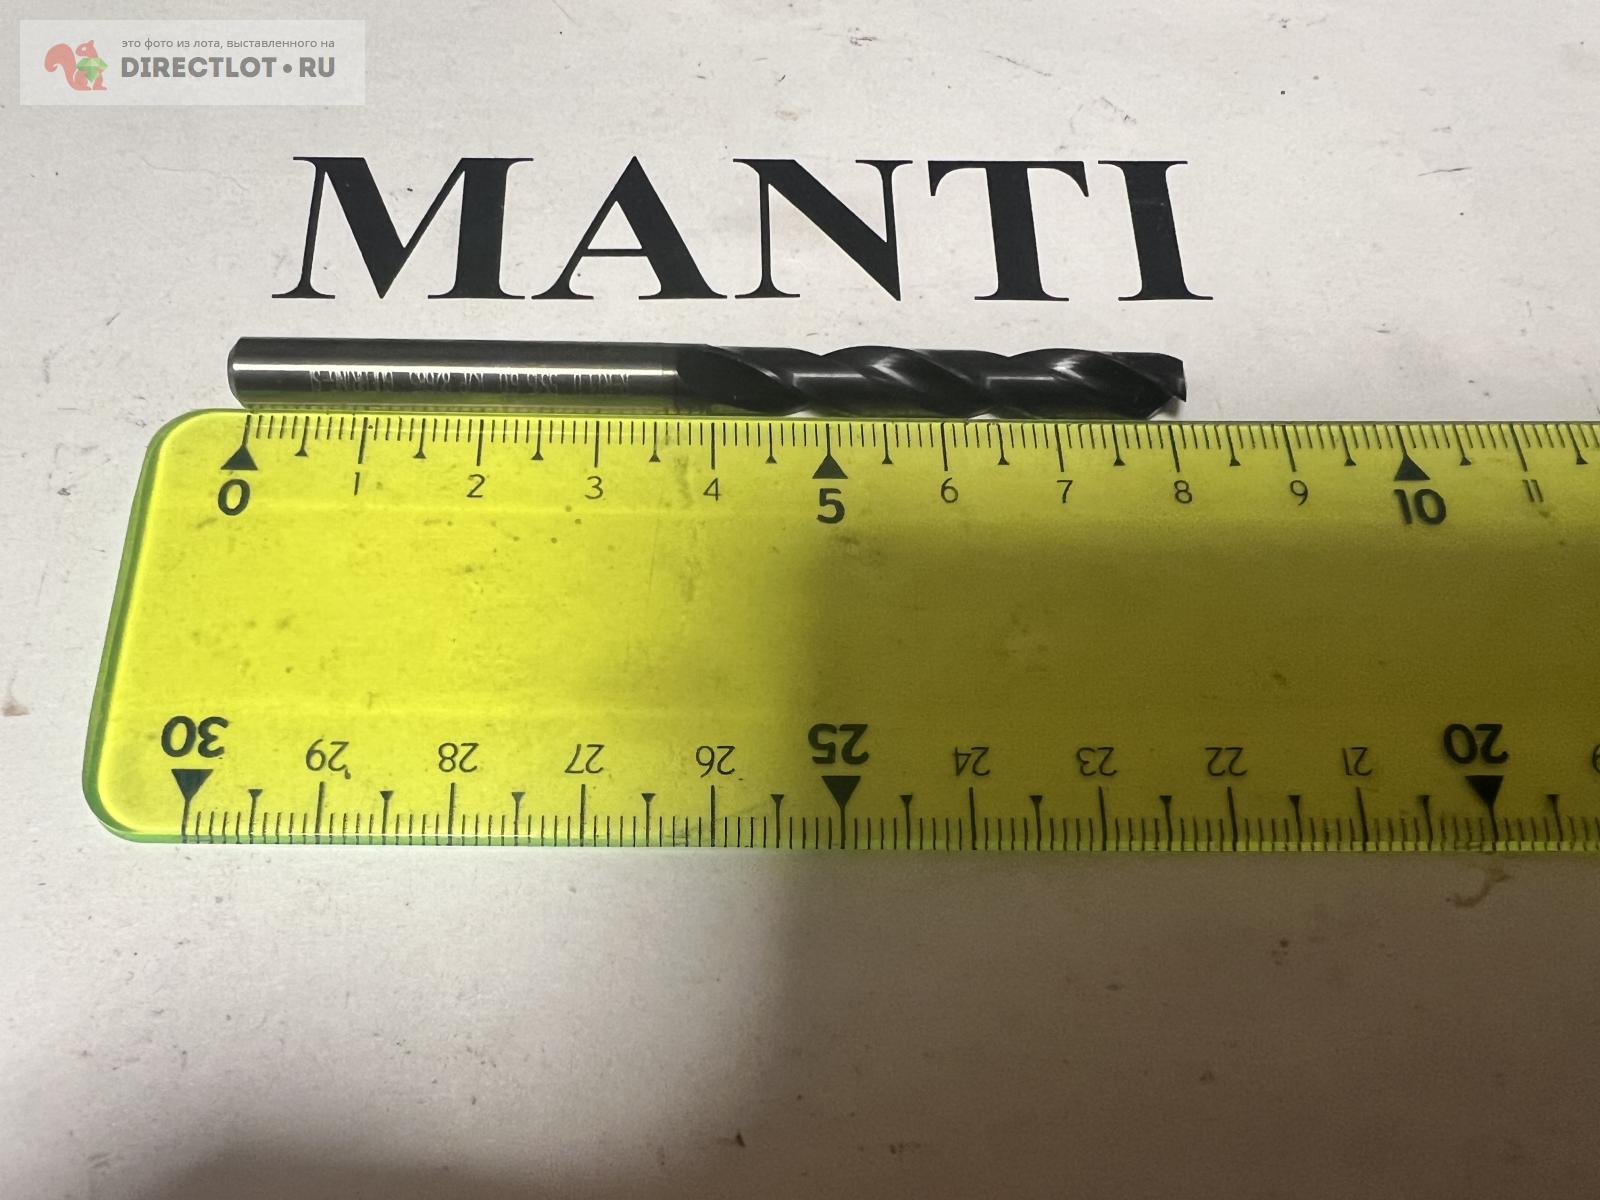 это фото из лота, выставленного на
DIRECTLOT•RU
MANTI
0 1 2 3 4 5 6 7 8 9 10 11
30 29 28 27 26 25 24 23 22 21 20